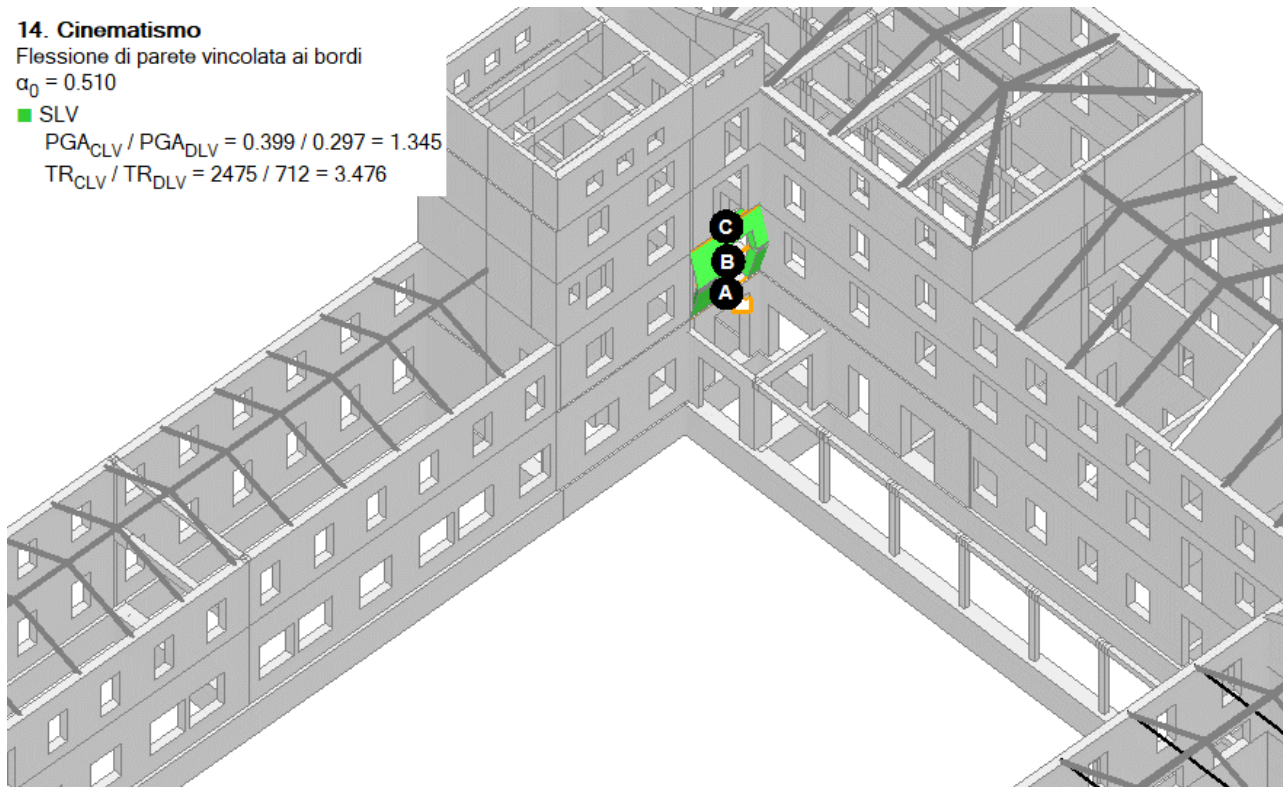 14. Cinematismo
Flessione di parete vincolata ai bordi
α0 = 0.510
SLV
PGACLV / PGADLV = 0.399 / 0.297 = 1.345
TRCLV / TRDLV = 2475 / 712 = 3.476
C
B
A